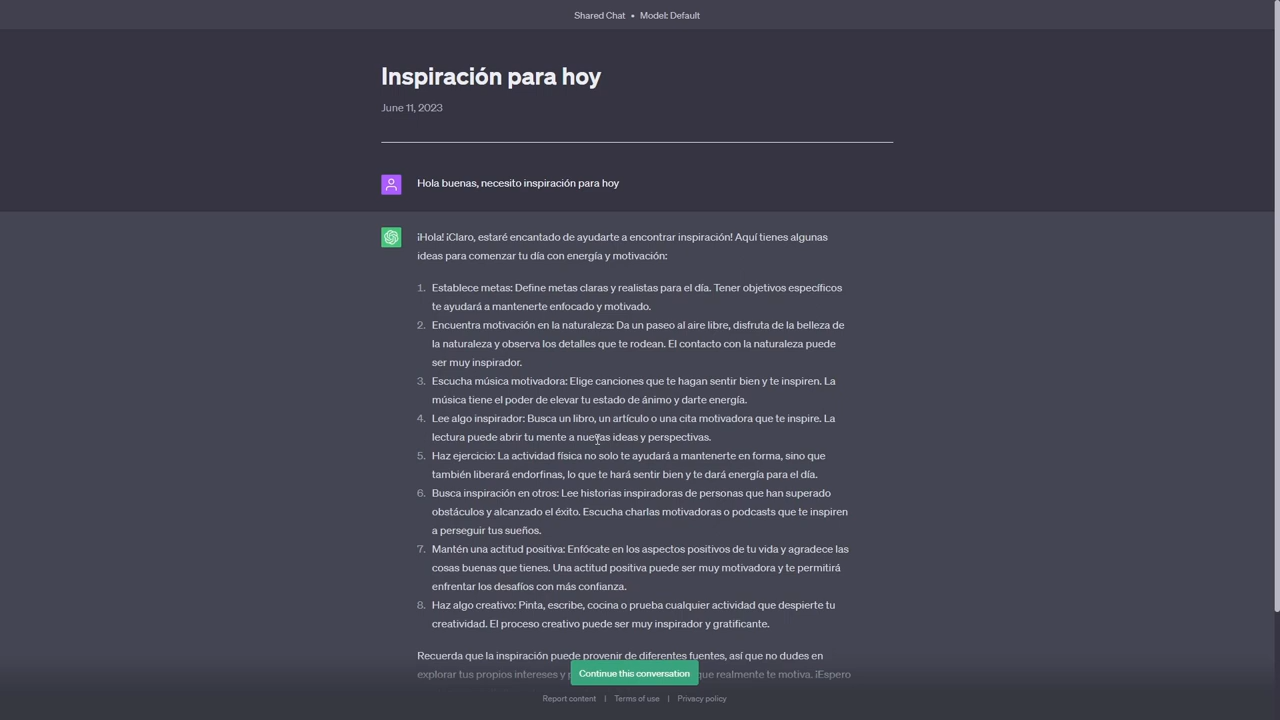 Shared Chat • Model: Default
Inspiración para hoy
June 11, 2023
Hola buenas, necesito inspiración para hoy
¡Hola! ¡Claro, estaré encantado de ayudarte a encontrar inspiración! Aquí tienes algunas
ideas para comenzar tu día con energía y motivación:
1. Establece metas: Define metas claras y realistas para el día. Tener objetivos específicos
te ayudará a mantenerte enfocado y motivado.
2. Encuentra motivación en la naturaleza: Da un paseo al aire libre, disfruta de la belleza de
la naturaleza y observa los detalles que te rodean. El contacto con la naturaleza puede
ser muy inspirador.
3. Escucha música motivadora: Elige canciones que te hagan sentir bien y te inspiren. La
música tiene el poder de elevar tu estado de ánimo y darte energía.
4. Lee algo inspirador: Busca un libro, un artículo o una cita motivadora que te inspire. La
lectura puede abrir tu mente a nuevas ideas y perspectivas.
5. Haz ejercicio: La actividad física no solo te ayudará a mantenerte en forma, sino que
también liberará endorfinas, lo que te hará sentir bien y te dará energía para el día.
6. Busca inspiración en otros: Lee historias inspiradoras de personas que han superado
obstáculos y alcanzado el éxito. Escucha charlas motivadoras o podcasts que te inspiren
a perseguir tus sueños.
7. Mantén una actitud positiva: Enfócate en los aspectos positivos de tu vida y agradece las
cosas buenas que tienes. Una actitud positiva puede ser muy motivadora y te permitirá
enfrentar los desafíos con más confianza.
8. Haz algo creativo: Pinta, escribe, cocina o prueba cualquier actividad que despierte tu
creatividad. El proceso creativo puede ser muy inspirador y gratificante.
Recuerda que la inspiración puede provenir de diferentes fuentes, así que no dudes en
explorar tus propios intereses y que realmente te motiva. ¡Espero
Continue this conversation
Report content | Terms of use | Privacy policy